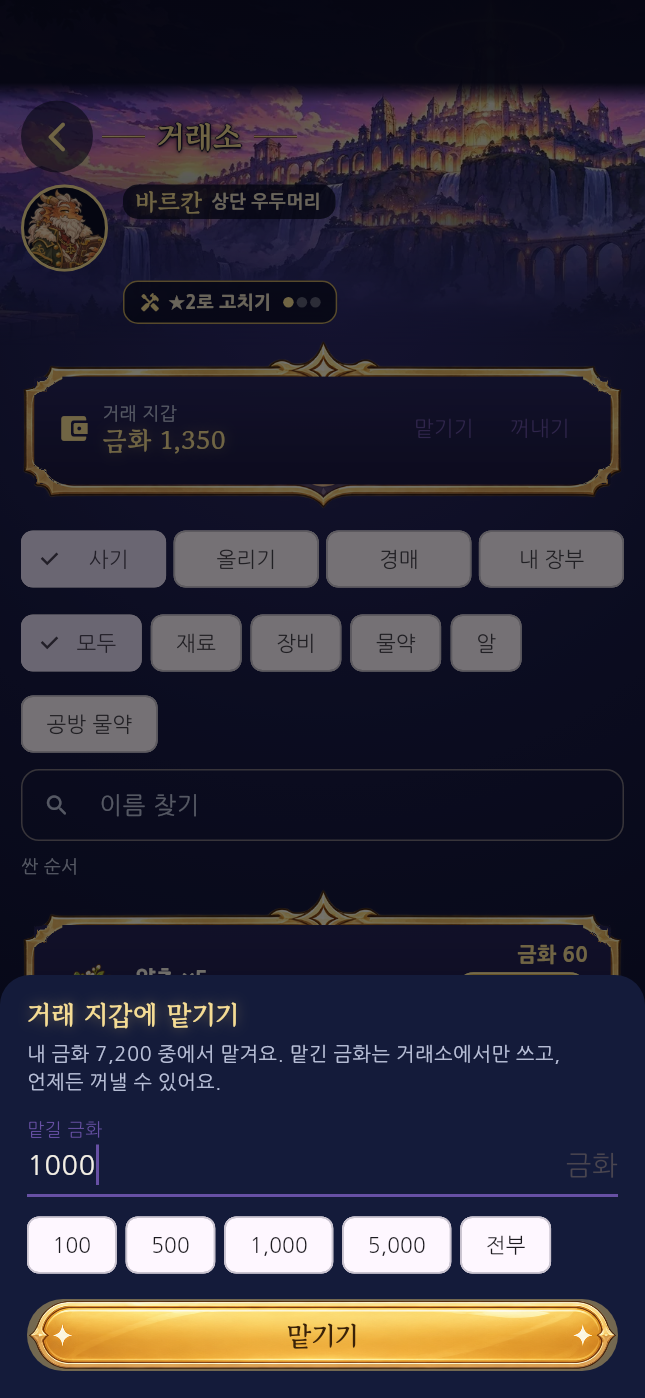 거래소
바르칸 상단 우두머리
★2로 고치기
거래 지갑
금화 1,350
맡기기 꺼내기
사기 올리기 경매 내 장부
모두 재료 장비 물약 알
공방 물약
이름 찾기
싼 순서
금화 60
거래 지갑에 맡기기
내 금화 7,200 중에서 맡겨요. 맡긴 금화는 거래소에서만 쓰고,
언제든 꺼낼 수 있어요.
맡길 금화
1000 금화
100 500 1,000 5,000 전부
맡기기